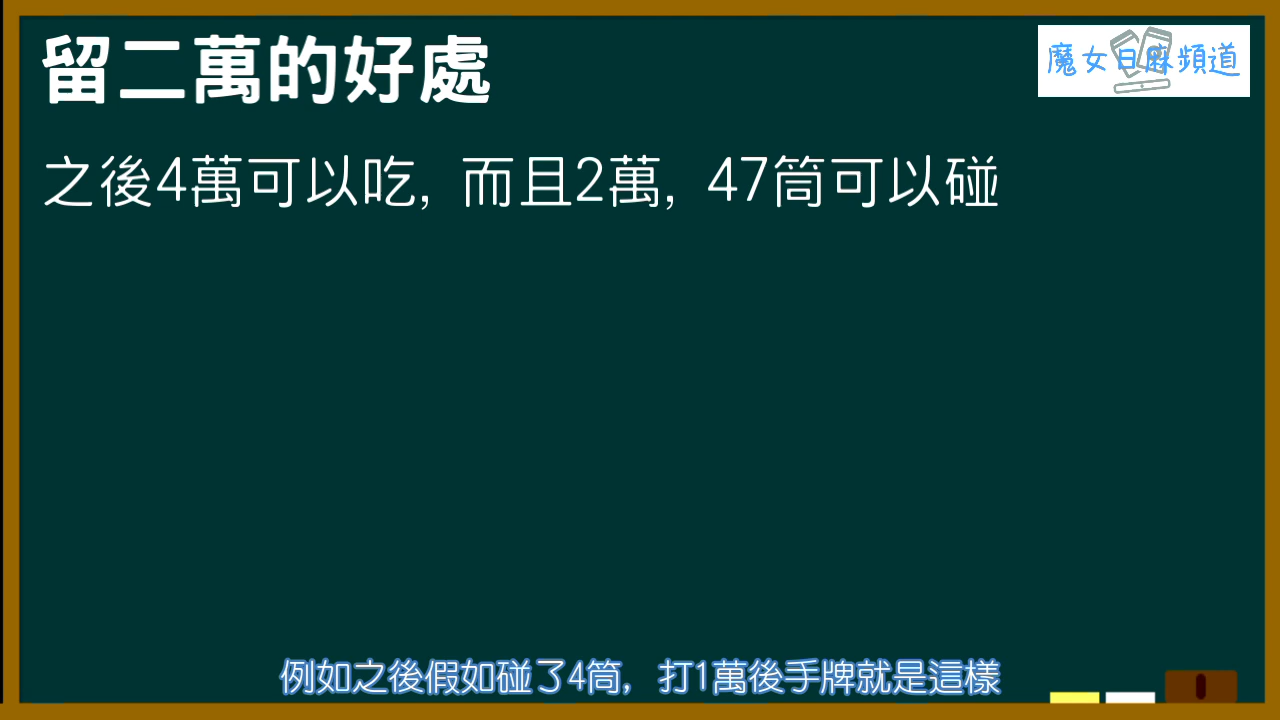 留二萬的好處
魔女日麻頻道
之後4萬可以吃, 而且2萬, 47筒可以碰
例如之後假如碰了4筒, 打1萬後手牌就是這樣